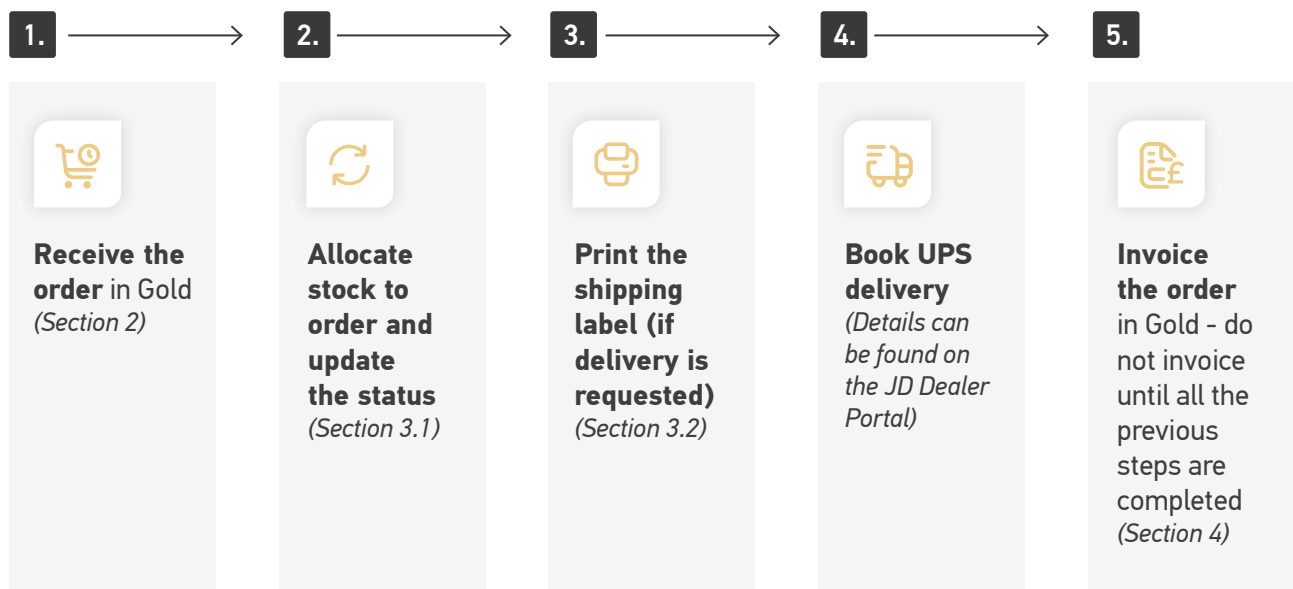 1.
2.
3.
4.
5.
Receive the
order in Gold
(Section 2)
Allocate
stock to
order and
update
the status
(Section 3.1)
Print the
shipping
label (if
delivery is
requested)
(Section 3.2)
Book UPS
delivery
(Details can
be found on
the JD Dealer
Portal)
£
Invoice
the order
in Gold - do
not invoice
until all the
previous
steps are
completed
(Section 4)